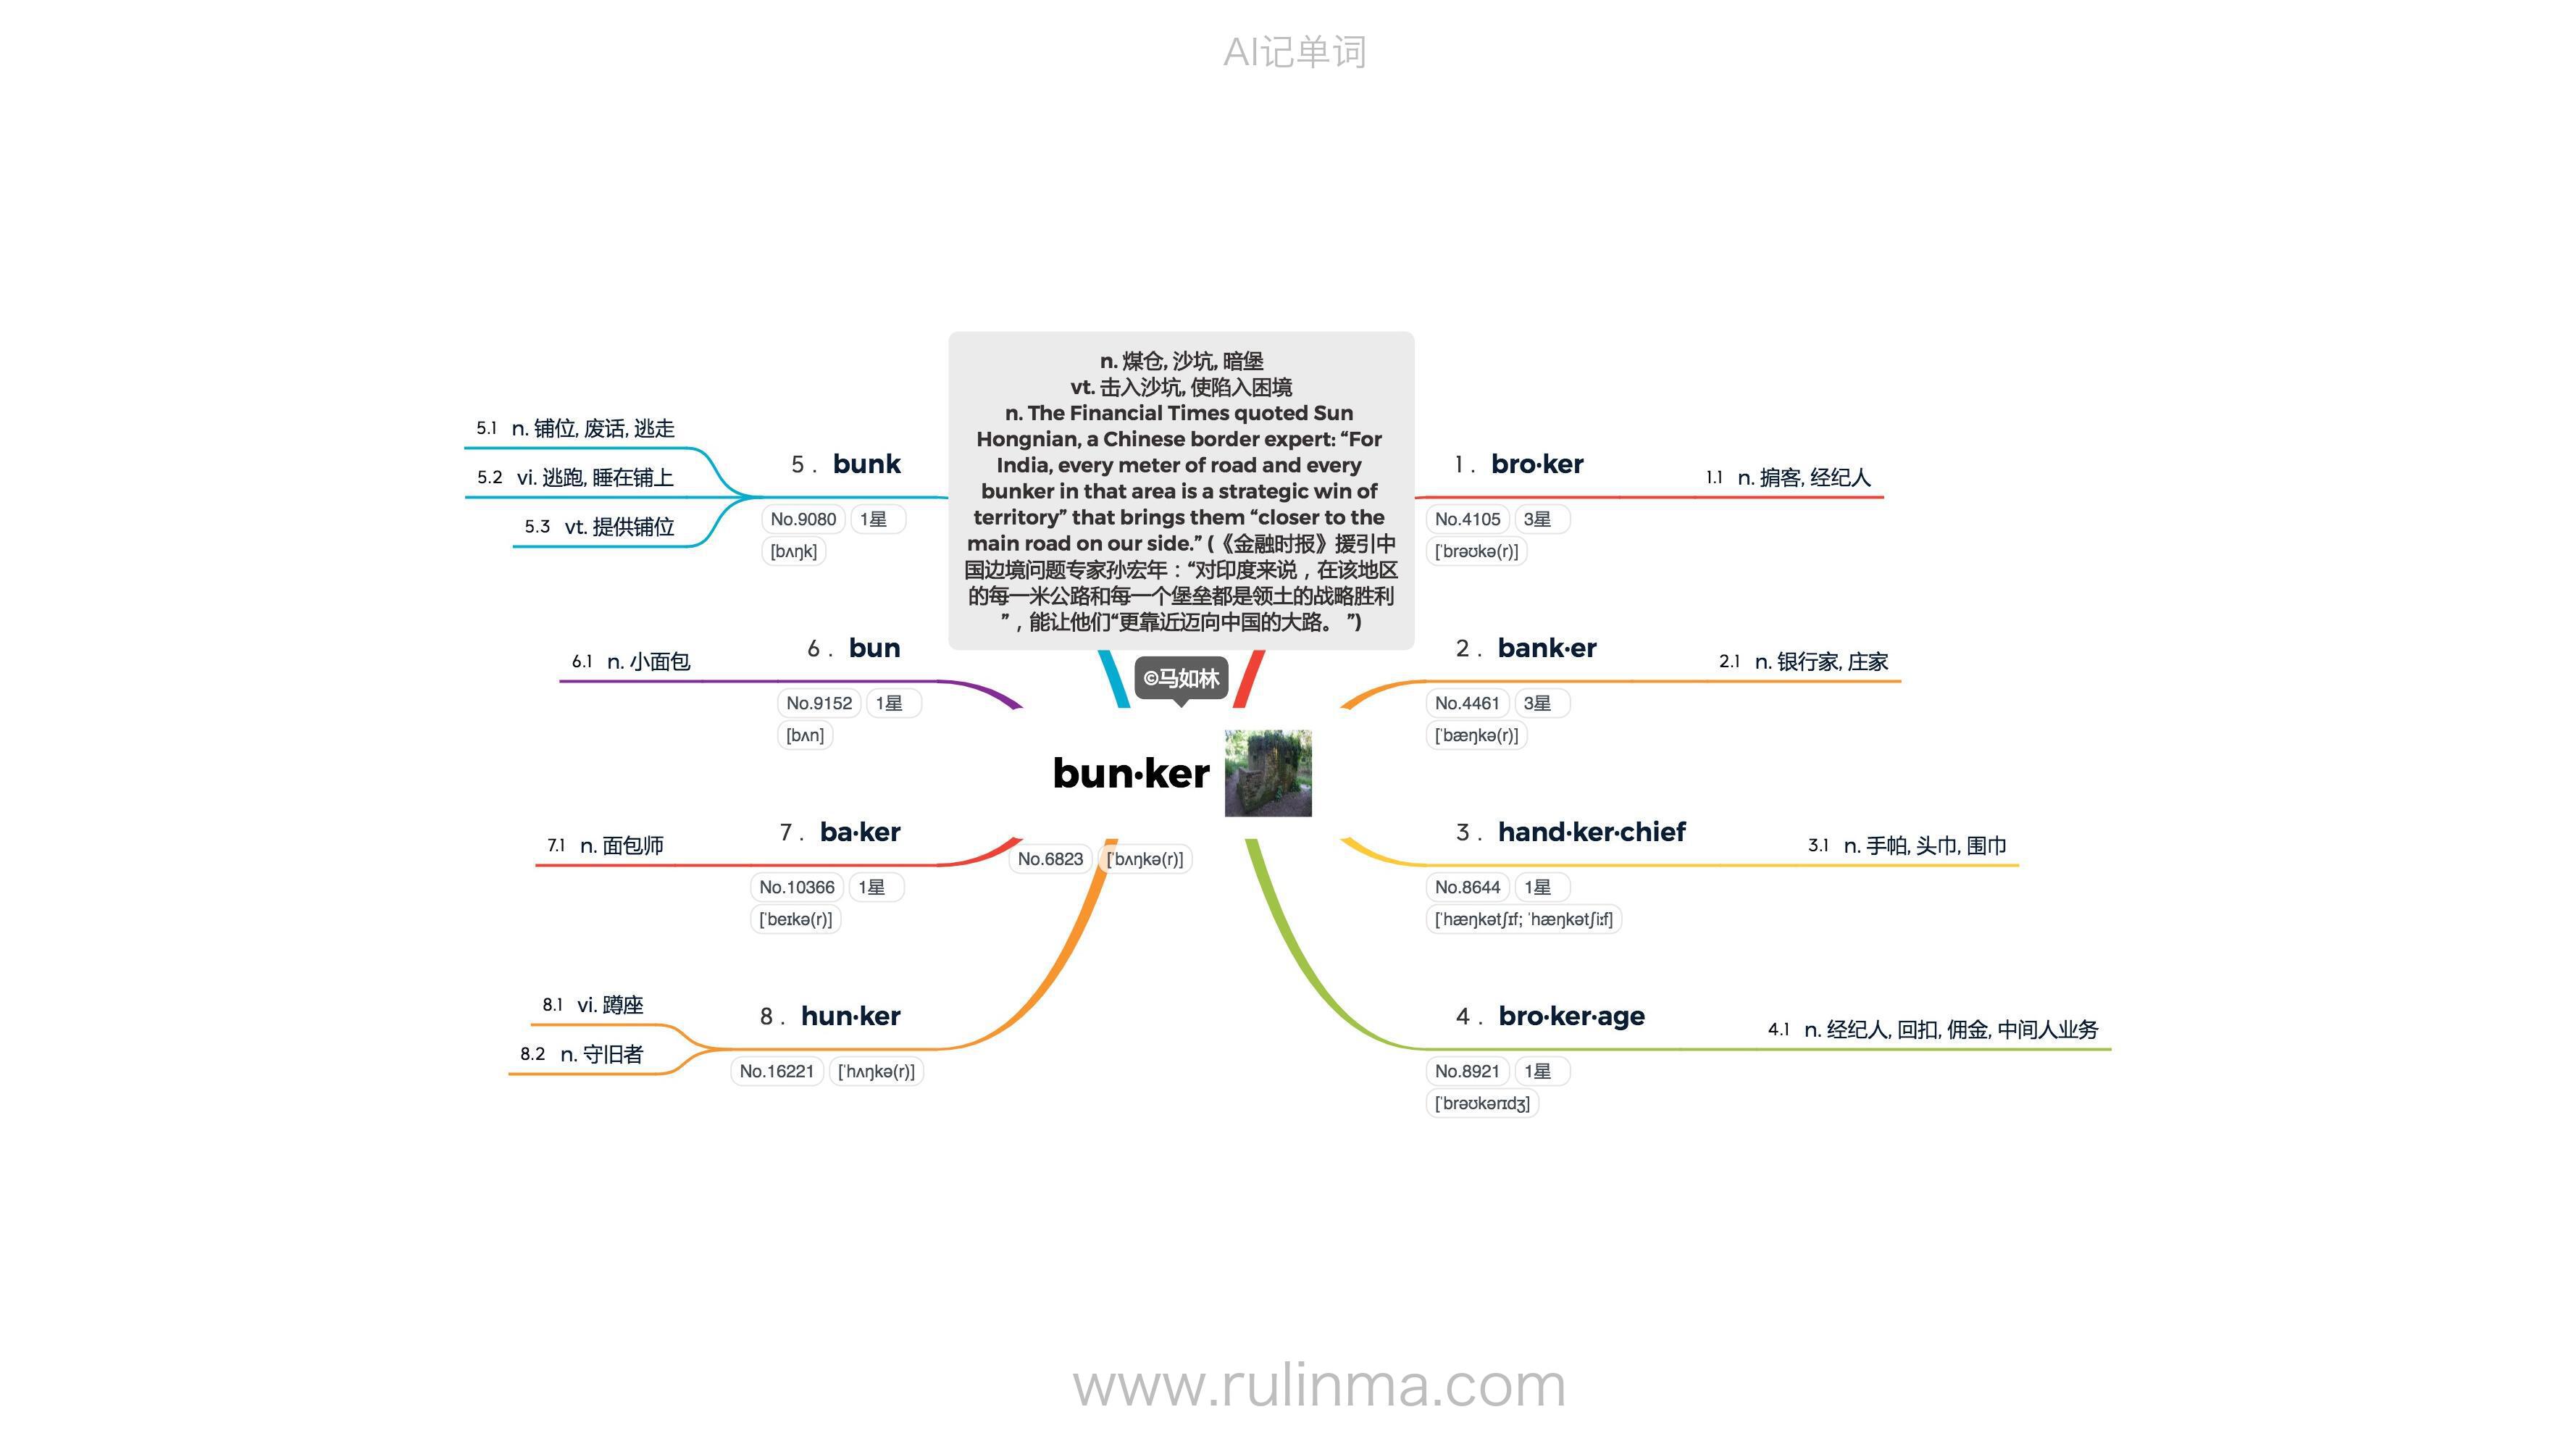 AI记单词
n. 煤仓, 沙坑, 暗堡
vt. 击入沙坑, 使陷入困境
n. The Financial Times quoted Sun
Hongnian, a Chinese border expert: “For
India, every meter of road and every
bunker in that area is a strategic win of
territory” that brings them “closer to the
main road on our side.” (《金融时报》援引中
国边境问题专家孙宏年：“对印度来说，在该地区
的每一米公路和每一个堡垒都是领土的战略胜利
”，能让他们“更靠近迈向中国的大路。 ”)
©马如林
bun·ker
No.6823 [ˈbʌŋkə(r)]
1. bro·ker
No.4105 3星
[ˈbrəʊkə(r)]
1.1 n. 掮客, 经纪人
2. bank·er
No.4461 3星
[ˈbæŋkə(r)]
2.1 n. 银行家, 庄家
3. hand·ker·chief
No.8644 1星
[ˈhæŋkətʃɪf; ˈhæŋkətʃiːf]
3.1 n. 手帕, 头巾, 围巾
4. bro·ker·age
No.8921 1星
[ˈbrəʊkərɪdʒ]
4.1 n. 经纪人, 回扣, 佣金, 中间人业务
5. bunk
No.9080 1星
[bʌŋk]
5.1 n. 铺位, 废话, 逃走
5.2 vi. 逃跑, 睡在铺上
5.3 vt. 提供铺位
6. bun
No.9152 1星
[bʌn]
6.1 n. 小面包
7. ba·ker
No.10366 1星
[ˈbeɪkə(r)]
7.1 n. 面包师
8. hun·ker
No.16221 [ˈhʌŋkə(r)]
8.1 vi. 蹲座
8.2 n. 守旧者
www.rulinma.com